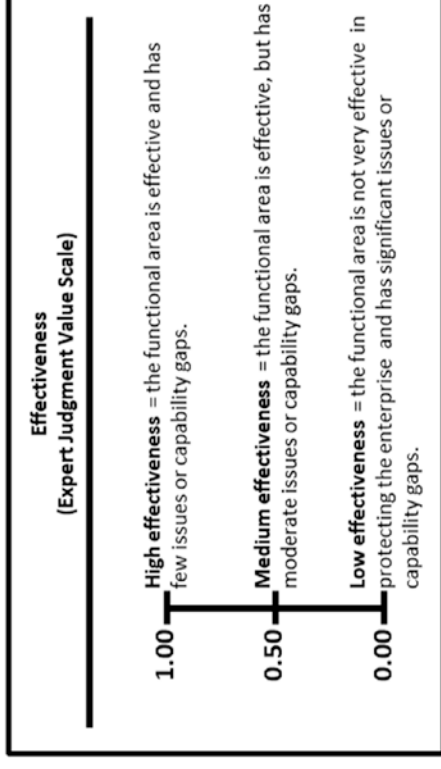 Effectiveness
(Expert Judgment Value Scale)
1.00
High effectiveness = the functional area is effective and has
few issues or capability gaps.
0.50
Medium effectiveness = the functional area is effective, but has
moderate issues or capability gaps.
0.00
Low effectiveness = the functional area is not very effective in
protecting the enterprise and has significant issues or
capability gaps.